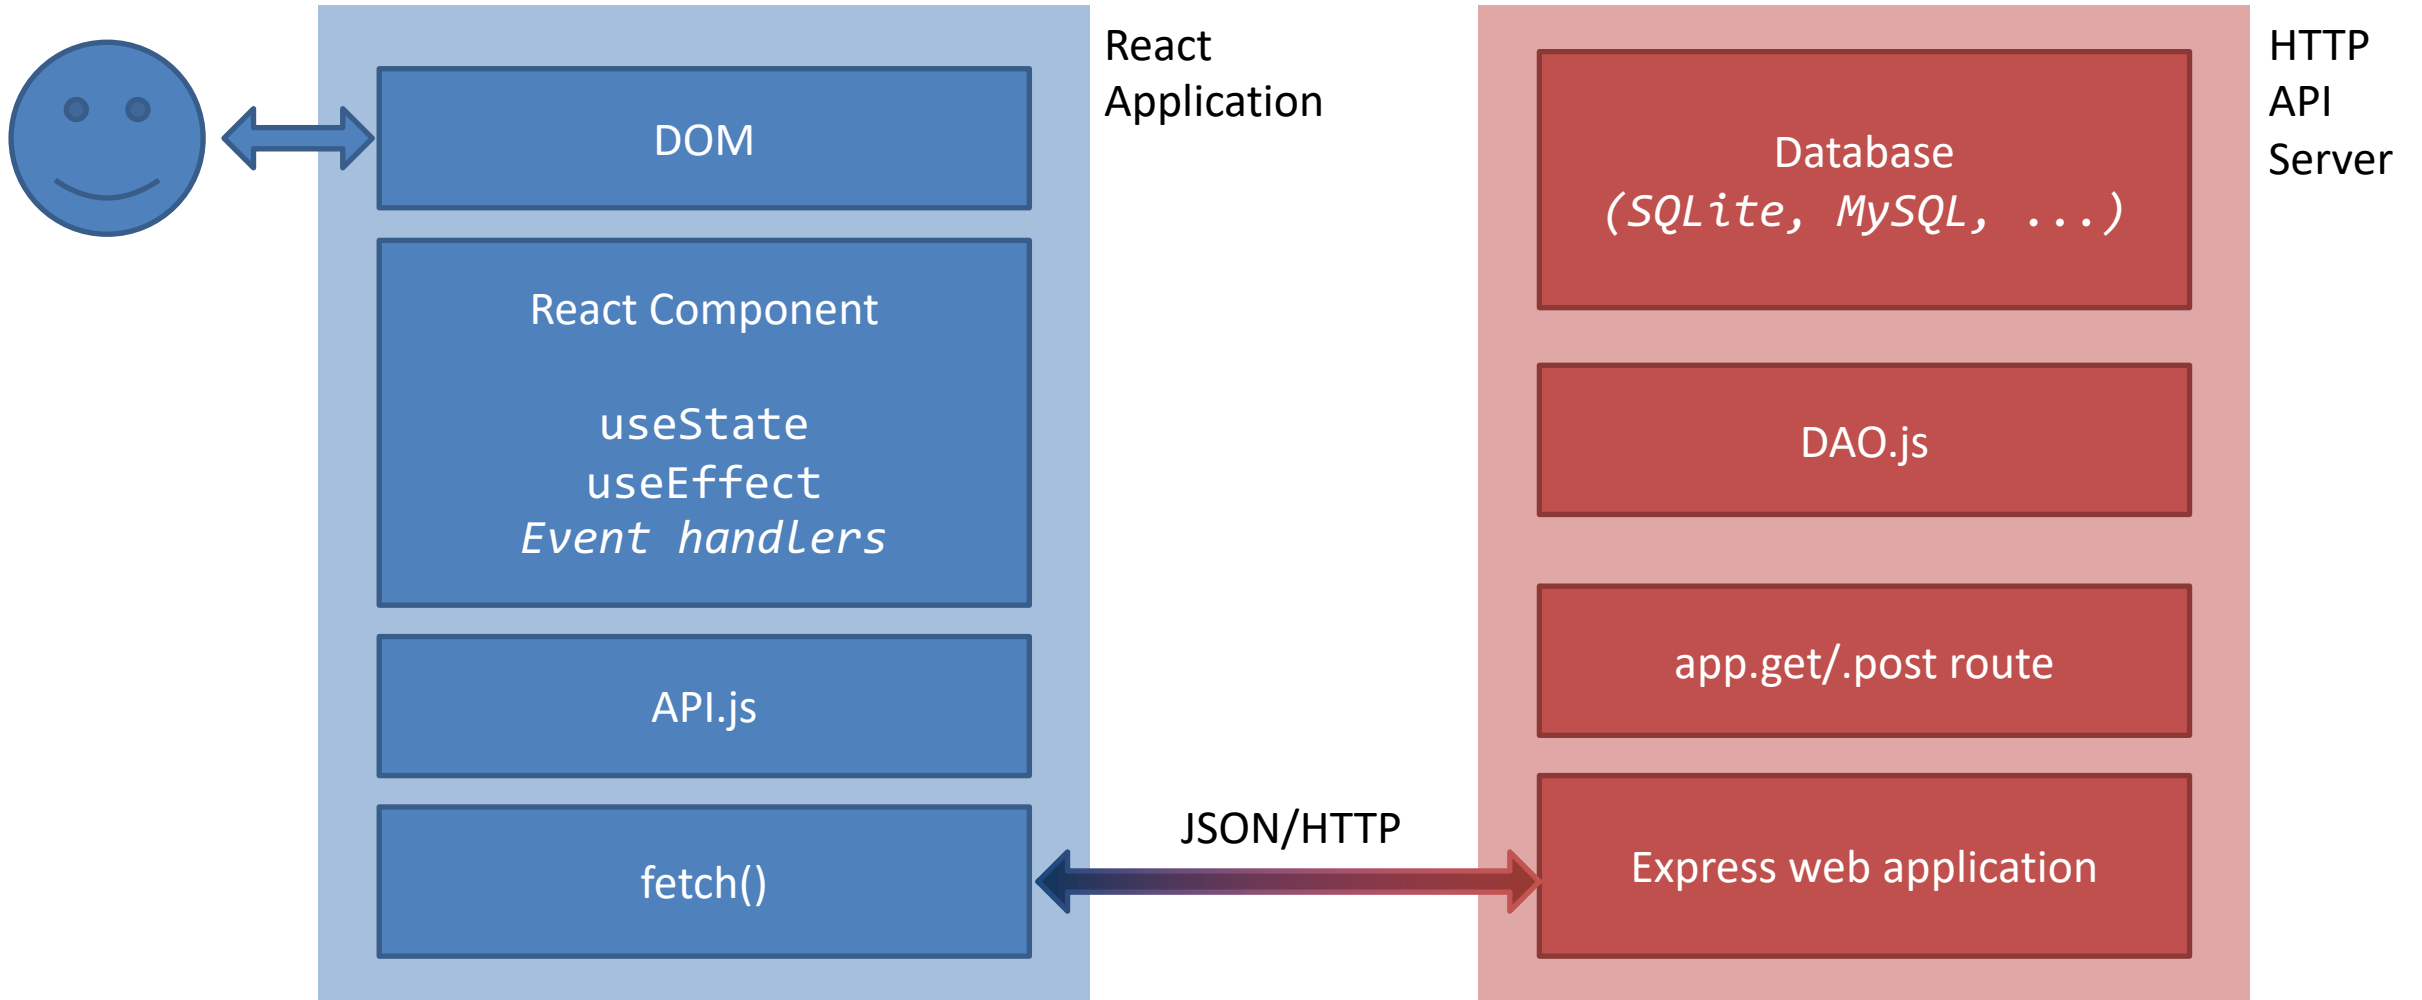 React
Application
DOM
React Component
useState
useEffect
Event handlers
API.js
fetch()
JSON/HTTP
HTTP
API
Server
Database
(SQLite, MySQL, ...)
DAO.js
app.get/.post route
Express web application